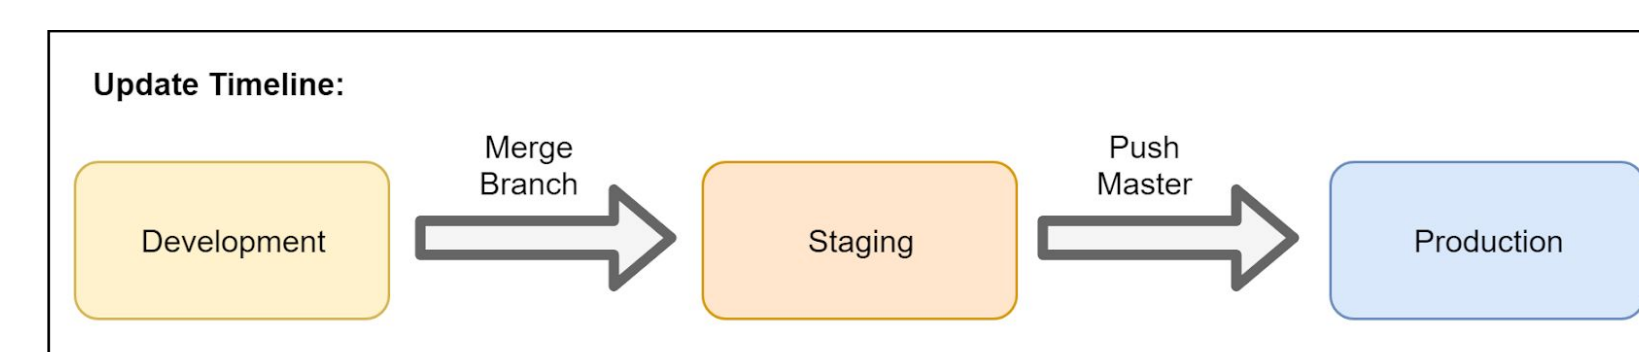 Update Timeline:
Merge
Branch
Push
Master
Development
Staging
Production